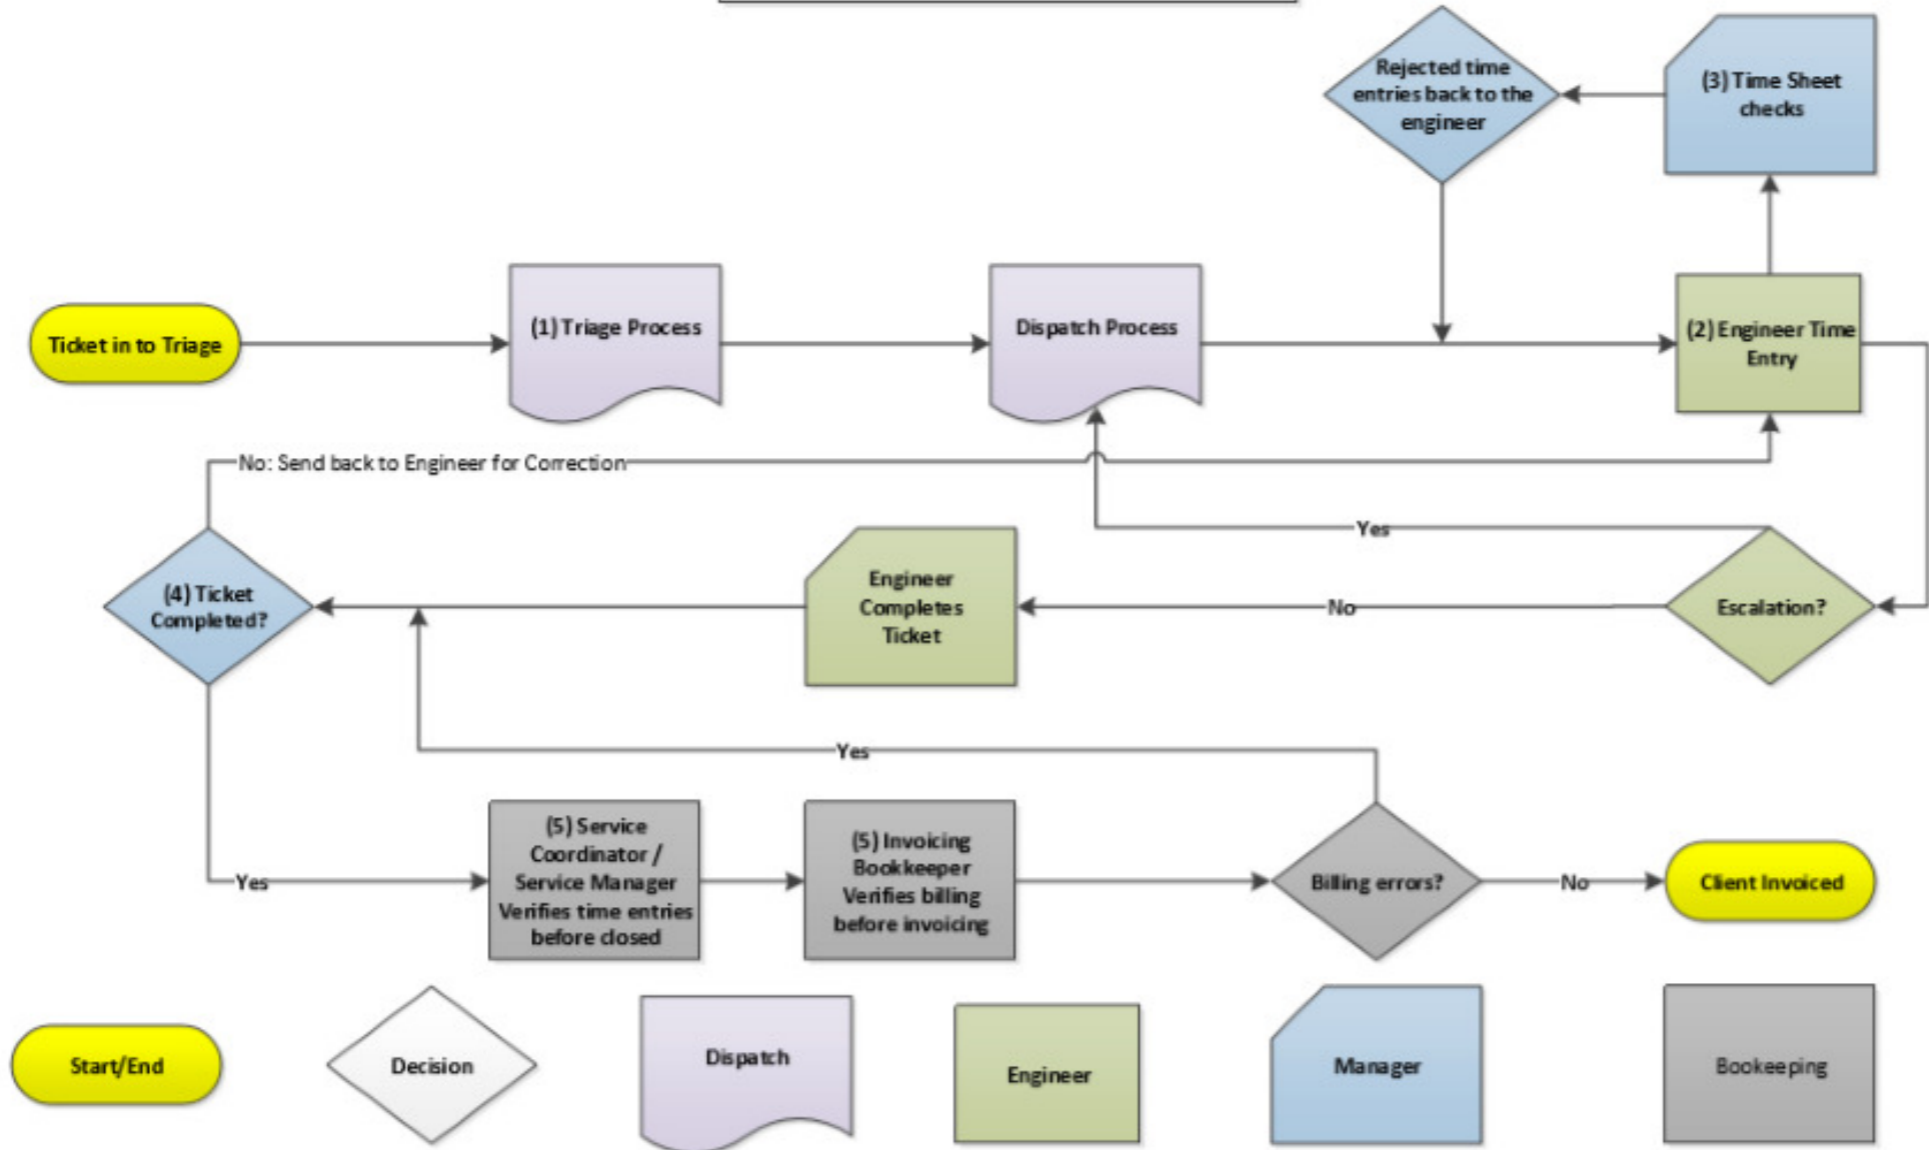 Rejected time
entries back to the
engineer
(3) Time Sheet
checks
Ticket in to Triage
(1) Triage Process
Dispatch Process
(2) Engineer Time
Entry
No: Send back to Engineer for Correction
Yes
(4) Ticket
Completed?
Engineer
Completes
Ticket
No
Escalation?
Yes
Yes
(5) Service
Coordinator /
Service Manager
Verifies time entries
before closed
(5) Invoicing
Bookkeeper
Verifies billing
before invoicing
Billing errors?
No
Client Invoiced
Start/End
Decision
Dispatch
Engineer
Manager
Bookeeping